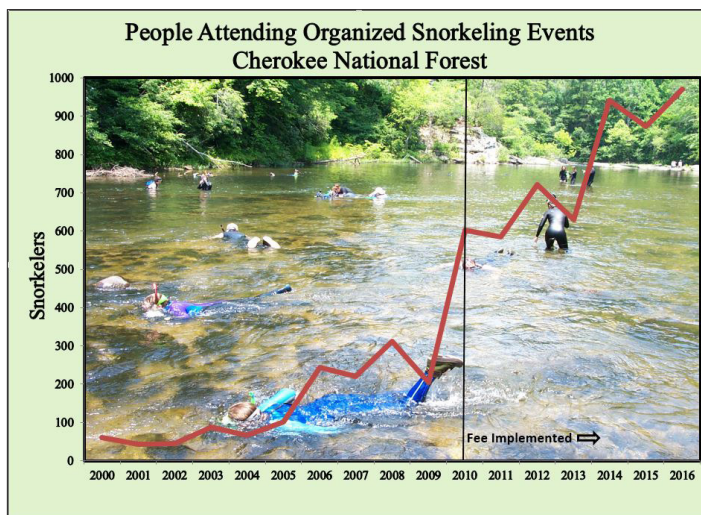 People Attending Organized Snorkeling Events
Cherokee National Forest
Snorkelers
1000
900
800
700
600
500
400
300
200
100
0
Fee Implemented
2000 2001 2002 2003 2004 2005 2006 2007 2008 2009 2010 2011 2012 2013 2014 2015 2016